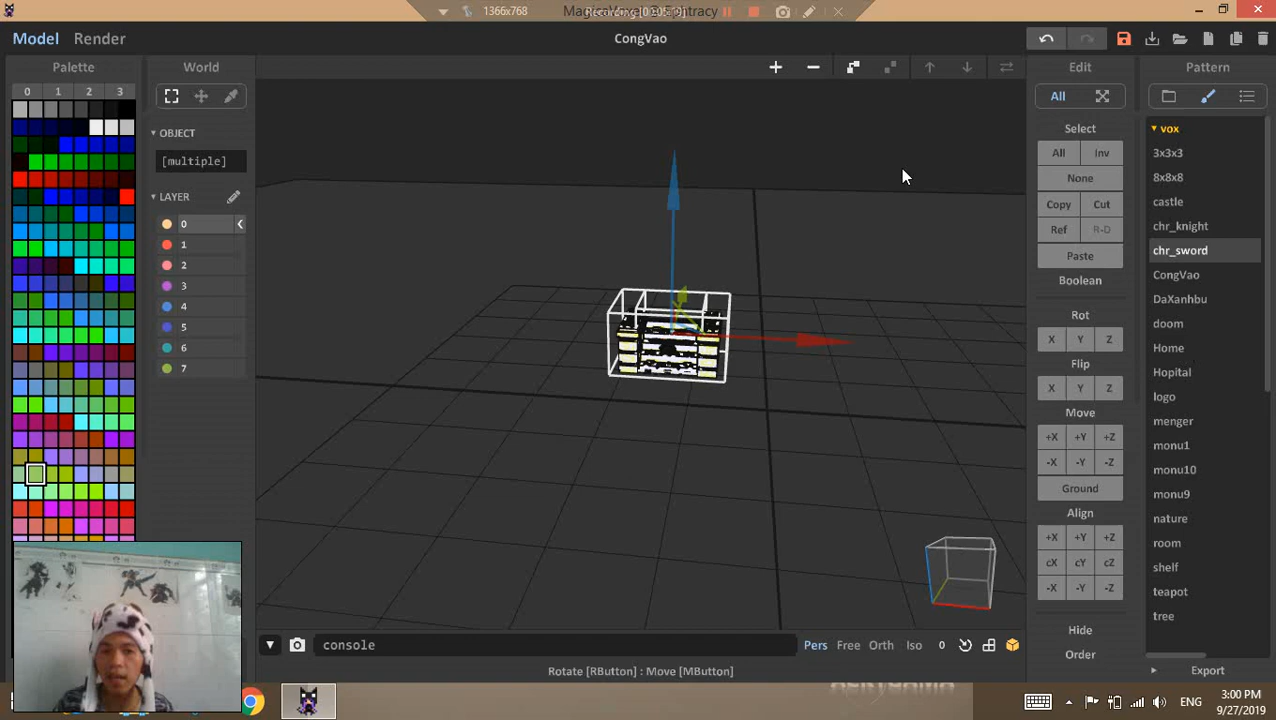 1366x768
MagicaVoxel @ Ephtracy
Model
Render
CongVao
Palette
World
Edit
Pattern
0 1 2 3
All
OBJECT
[multiple]
LAYER
0
1
2
3
4
5
6
7
Select
All Inv
None
Copy Cut
Ref R-D
Paste
Boolean
Rot
X Y Z
Flip
X Y Z
Move
+X +Y +Z
-X -Y -Z
Ground
Align
+X +Y +Z
cX cY cZ
-X -Y -Z
Hide
Order
vox
3x3x3
8x8x8
castle
chr_knight
chr_sword
CongVao
DaXanhbu
doom
Home
Hopital
logo
menger
monu1
monu10
monu9
nature
room
shelf
teapot
tree
Export
console
Pers Free Orth Iso 0
Rotate [RButton] : Move [MButton]
ENG
3:00 PM
9/27/2019